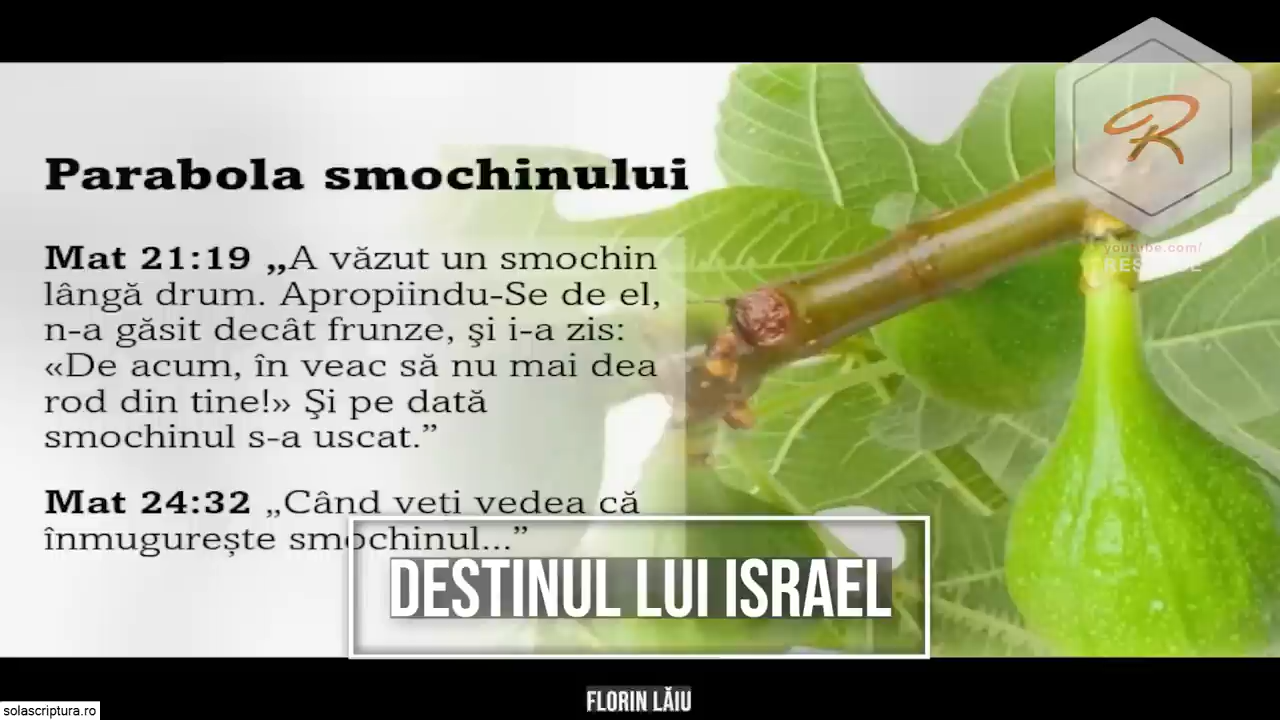 Parabola smochinului
Mat 21:19 „A văzut un smochin
lângă drum. Apropiindu-Se de el,
n-a găsit decât frunze, şi i-a zis:
«De acum, în veac să nu mai dea
rod din tine!» Şi pe dată
smochinul s-a uscat.”
Mat 24:32 „Când veti vedea că
înmugurește smochinul...”
DESTINUL LUI ISRAEL
FLORIN LĂIU
solascriptura.ro
R
youtube.com/